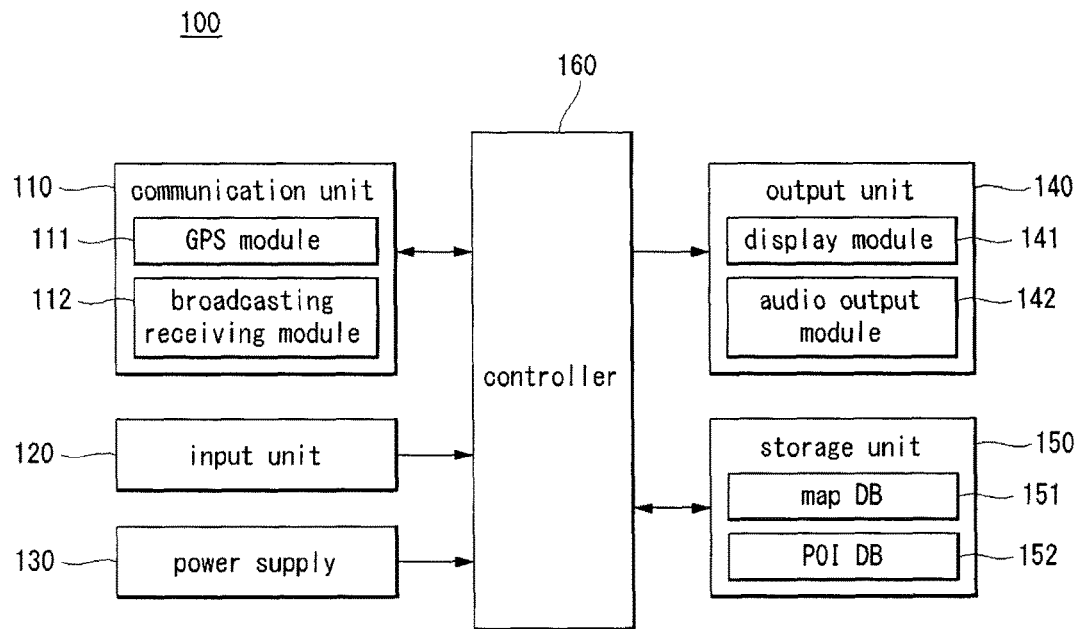 100
160
110
communication unit
output unit
140
111
GPS module
display module
141
112
broadcasting
receiving module
audio output
module
142
controller
120
input unit
storage unit
150
map DB
151
130
power supply
POI DB
152